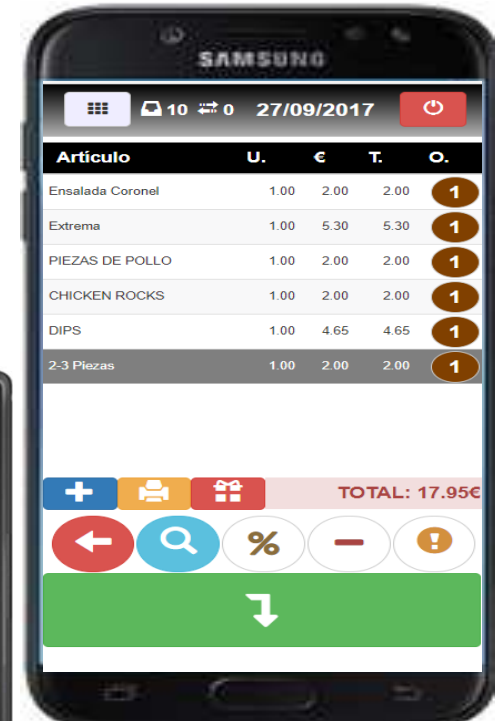 SAMSUNG
10 0 27/09/2017
Artículo U. € T. O.
Ensalada Coronel 1.00 2.00 2.00 1
Extrema 1.00 5.30 5.30 1
PIEZAS DE POLLO 1.00 2.00 2.00 1
CHICKEN ROCKS 1.00 2.00 2.00 1
DIPS 1.00 4.65 4.65 1
2-3 Piezas 1.00 2.00 2.00 1
TOTAL: 17.95€
%